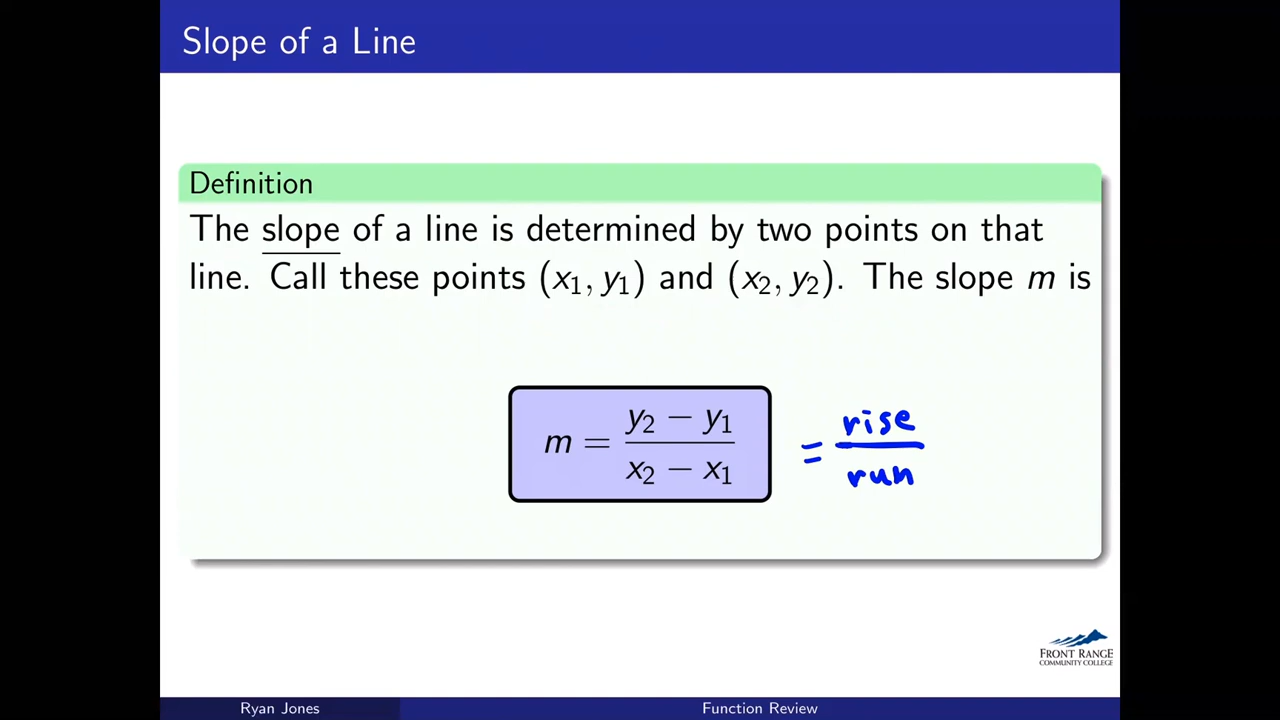 Slope of a Line
Definition
The slope of a line is determined by two points on that
line. Call these points (x₁, y₁) and (x₂, y₂). The slope m is
m = (y₂ − y₁)/(x₂ − x₁) = rise/run
FRONT RANGE
COMMUNITY COLLEGE
Ryan Jones Function Review